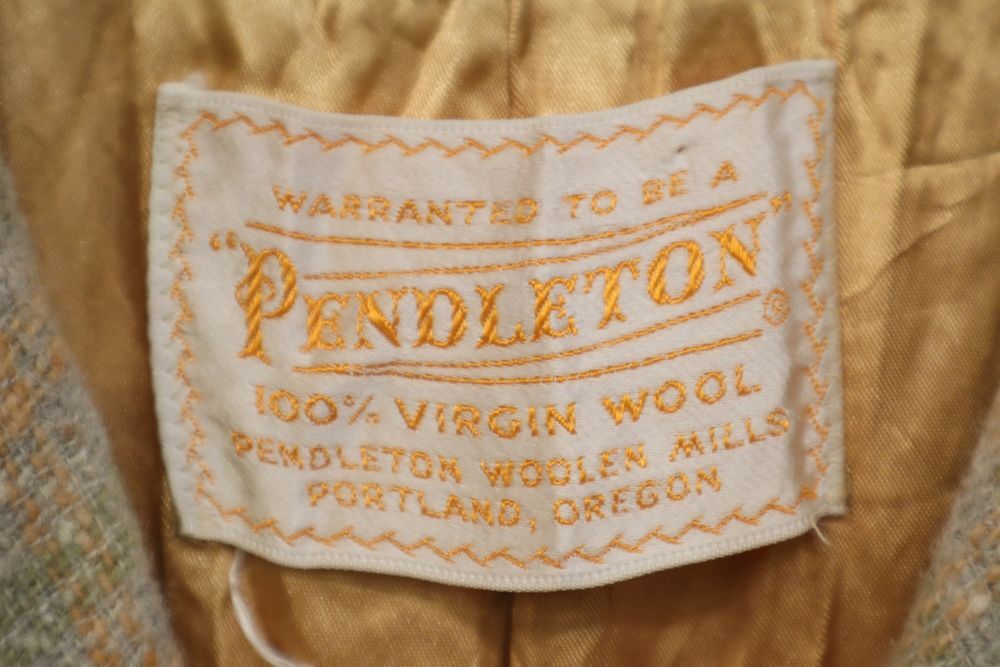 WARRANTED TO BE A
"PENDLETON"®
100% VIRGIN WOOL
PENDLETON WOOLEN MILLS
PORTLAND, OREGON